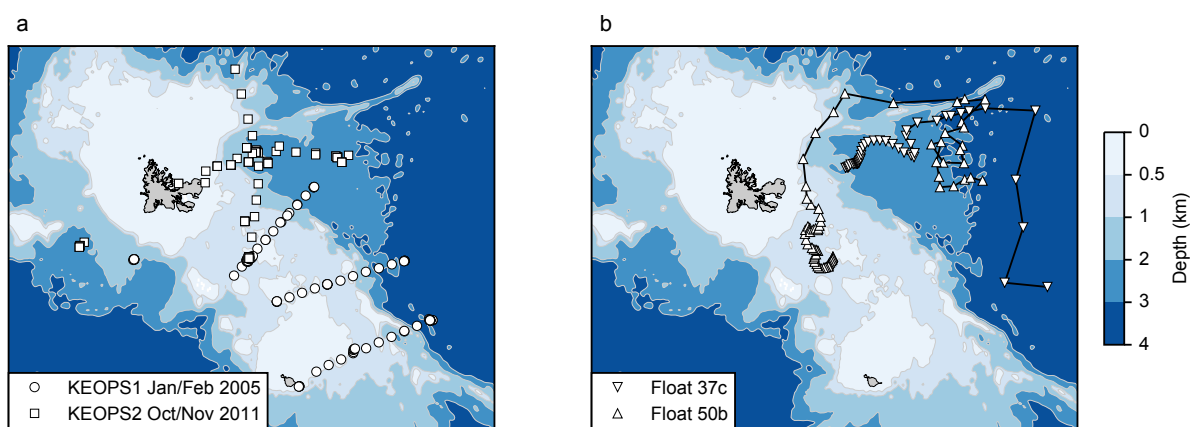 a
b
KEOPS1 Jan/Feb 2005
KEOPS2 Oct/Nov 2011
Float 37c
Float 50b
0
0.5
1
2
3
4
Depth (km)